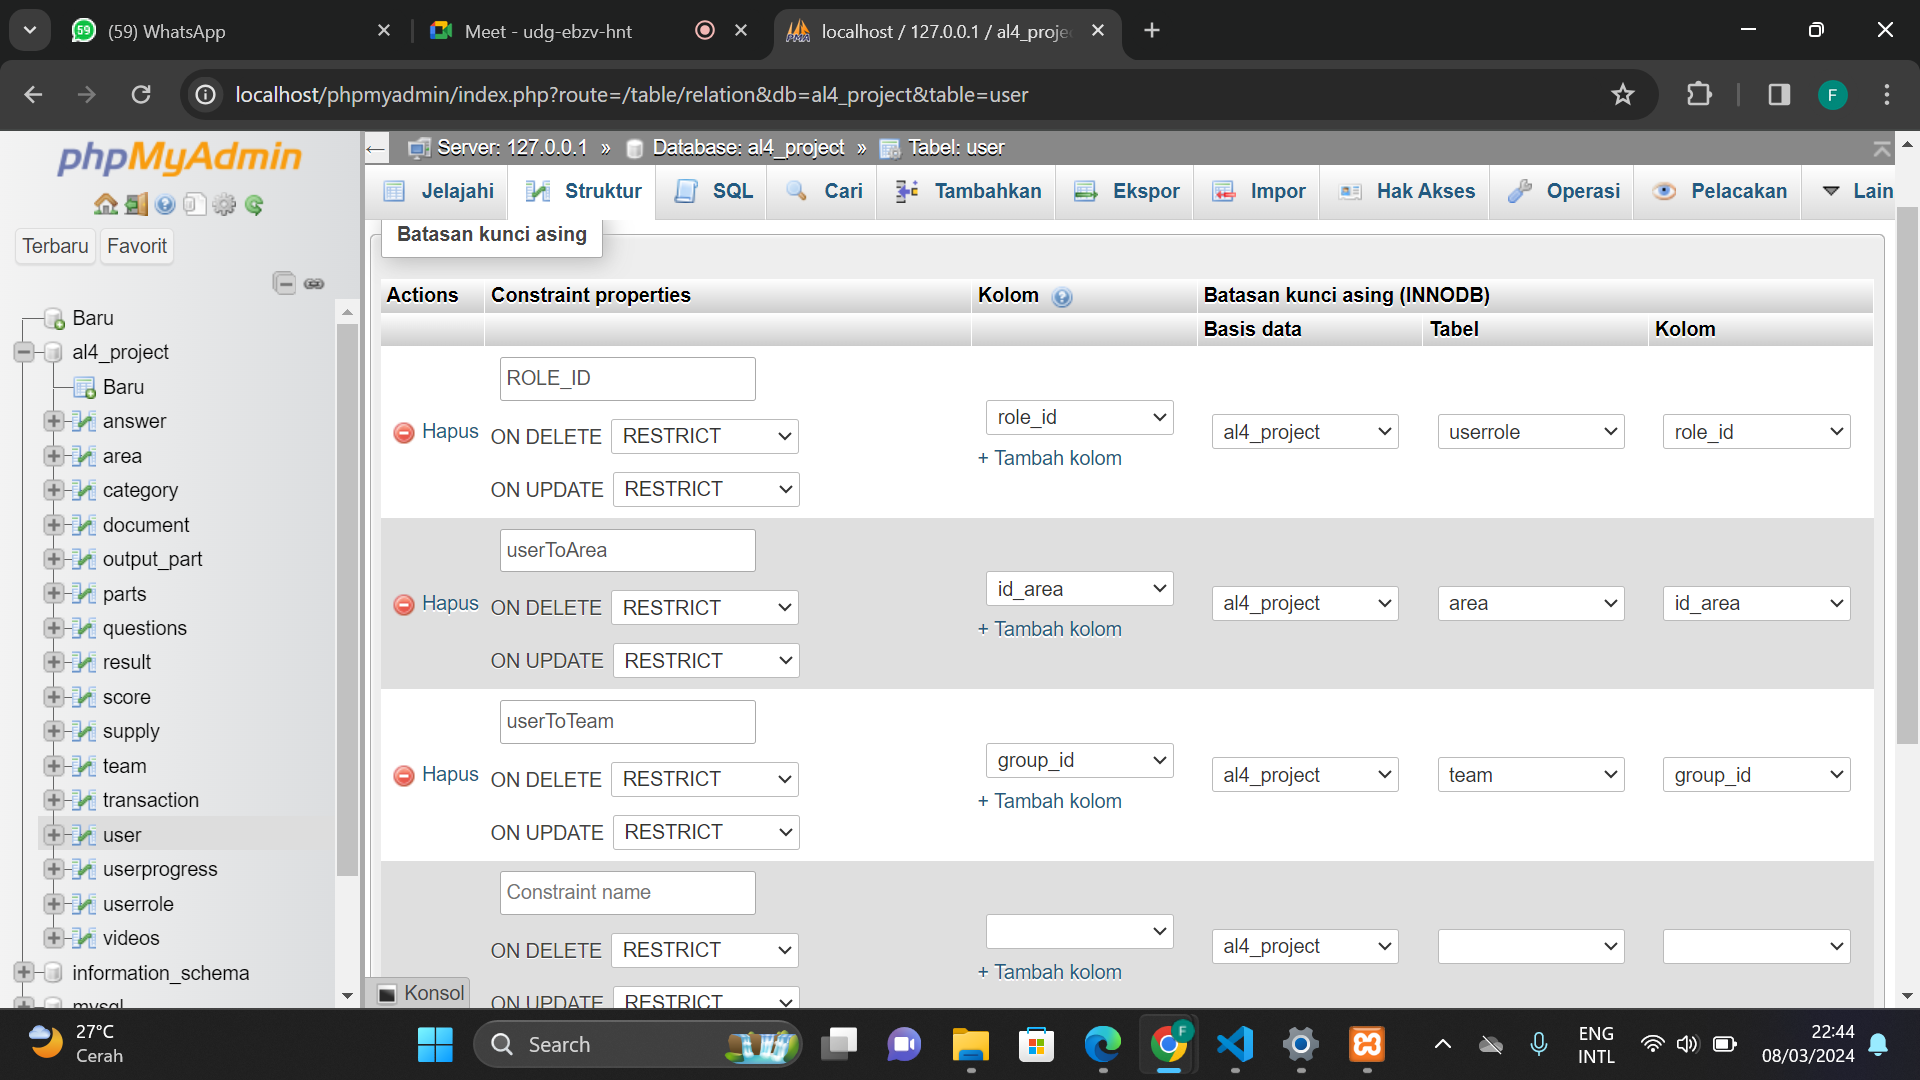 (59) WhatsApp
Meet - udg-ebzv-hnt
localhost / 127.0.0.1 / al4_proje
localhost/phpmyadmin/index.php?route=/table/relation&db=al4_project&table=user
F
phpMyAdmin
Terbaru
Favorit
Baru
al4_project
Baru
answer
area
category
document
output_part
parts
questions
result
score
supply
team
transaction
user
userprogress
userrole
videos
information_schema
mysql
Server: 127.0.0.1 » Database: al4_project » Tabel: user
Jelajahi
Struktur
SQL
Cari
Tambahkan
Ekspor
Impor
Hak Akses
Operasi
Pelacakan
Lain
Batasan kunci asing
Actions
Constraint properties
Kolom
Batasan kunci asing (INNODB)
Basis data
Tabel
Kolom
Hapus
ROLE_ID
ON DELETE RESTRICT
ON UPDATE RESTRICT
role_id
+ Tambah kolom
al4_project
userrole
role_id
Hapus
userToArea
ON DELETE RESTRICT
ON UPDATE RESTRICT
id_area
+ Tambah kolom
al4_project
area
id_area
Hapus
userToTeam
ON DELETE RESTRICT
ON UPDATE RESTRICT
group_id
+ Tambah kolom
al4_project
team
group_id
Constraint name
ON DELETE RESTRICT
ON UPDATE RESTRICT
+ Tambah kolom
al4_project
Konsol
27°C
Cerah
Search
F
ENG
INTL
22:44
08/03/2024